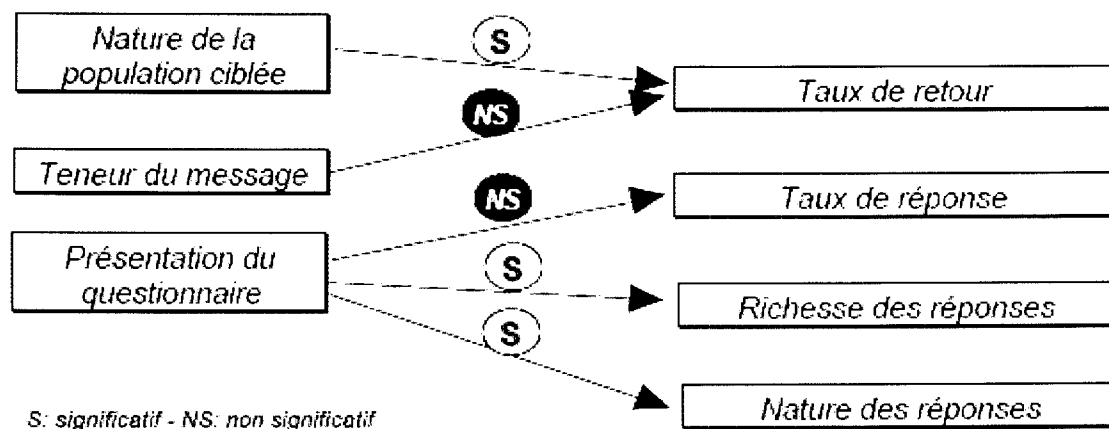 Nature de la
population ciblée
S
Taux de retour
NS
Teneur du message
NS
Taux de réponse
Présentation du
questionnaire
S
Richesse des réponses
S
Nature des réponses
S: significatif - NS: non significatif